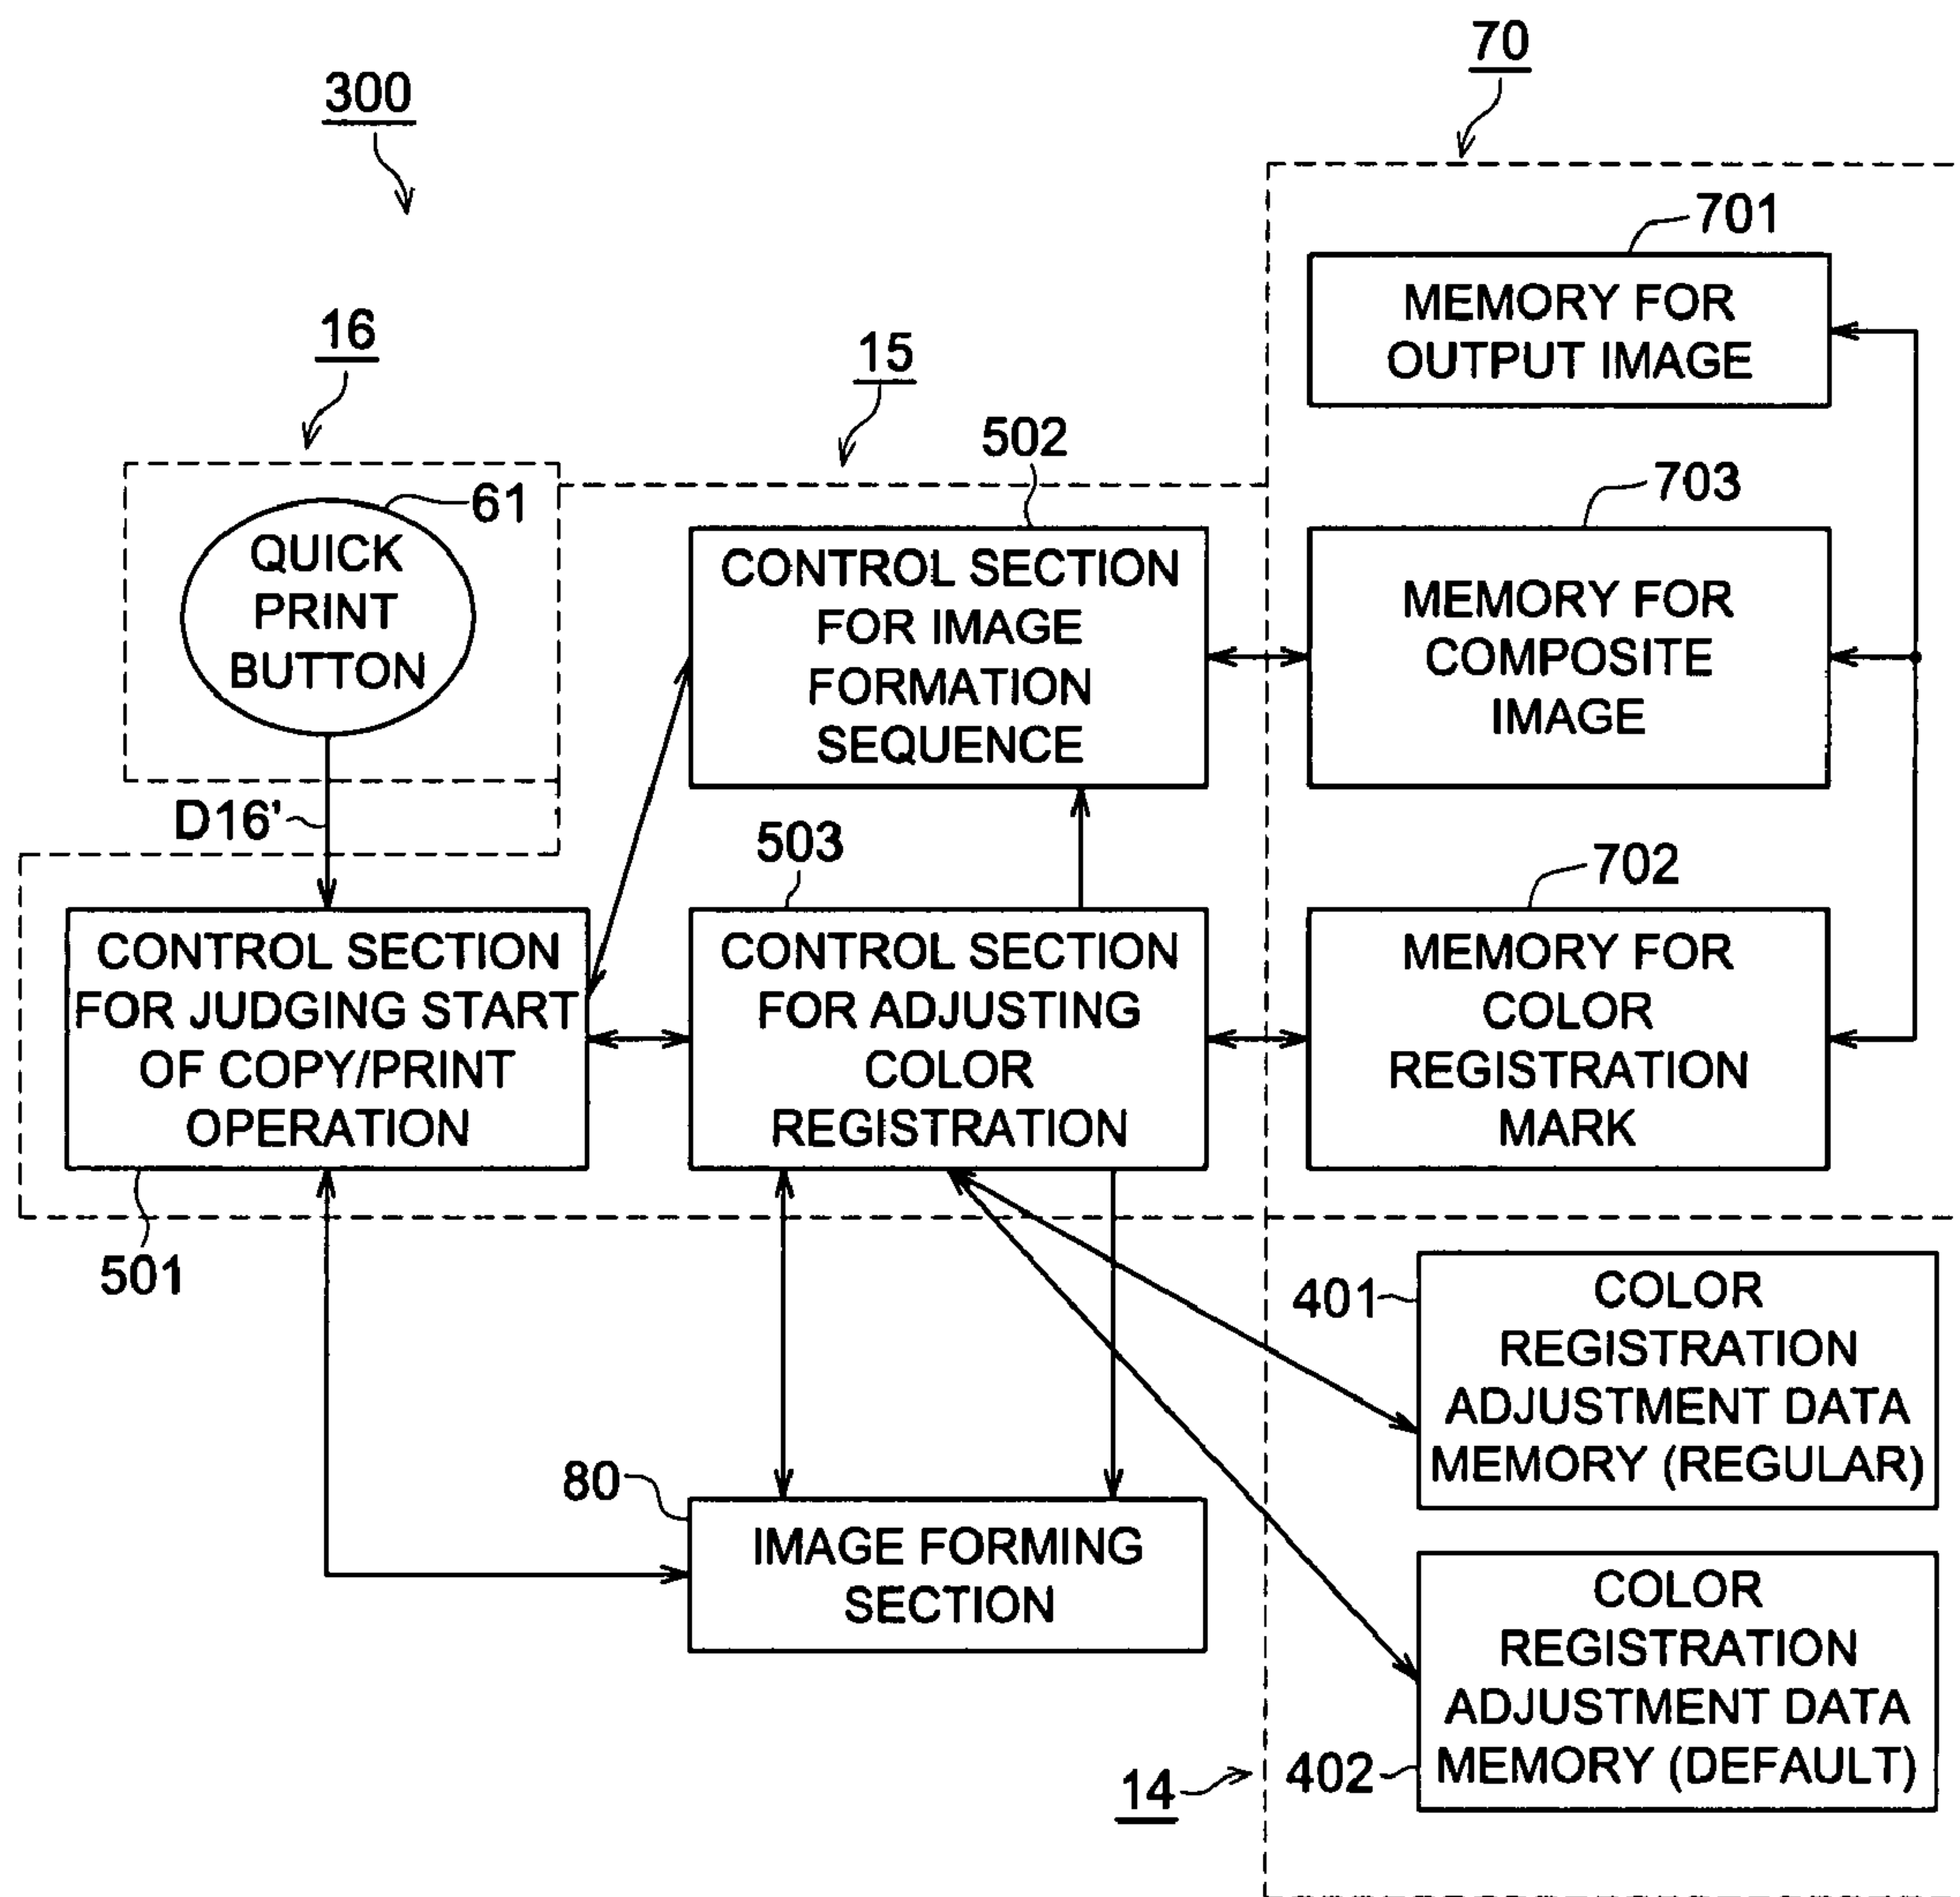 70
300
701
MEMORY FOR
OUTPUT IMAGE
16
15
502
703
61
QUICK
PRINT
BUTTON
CONTROL SECTION
FOR IMAGE
FORMATION
SEQUENCE
MEMORY FOR
COMPOSITE
IMAGE
D16'
503
702
CONTROL SECTION
FOR JUDGING START
OF COPY/PRINT
OPERATION
CONTROL SECTION
FOR ADJUSTING
COLOR
REGISTRATION
MEMORY FOR
COLOR
REGISTRATION
MARK
501
401
COLOR
REGISTRATION
ADJUSTMENT DATA
MEMORY (REGULAR)
80
IMAGE FORMING
SECTION
COLOR
REGISTRATION
ADJUSTMENT DATA
MEMORY (DEFAULT)
402
14